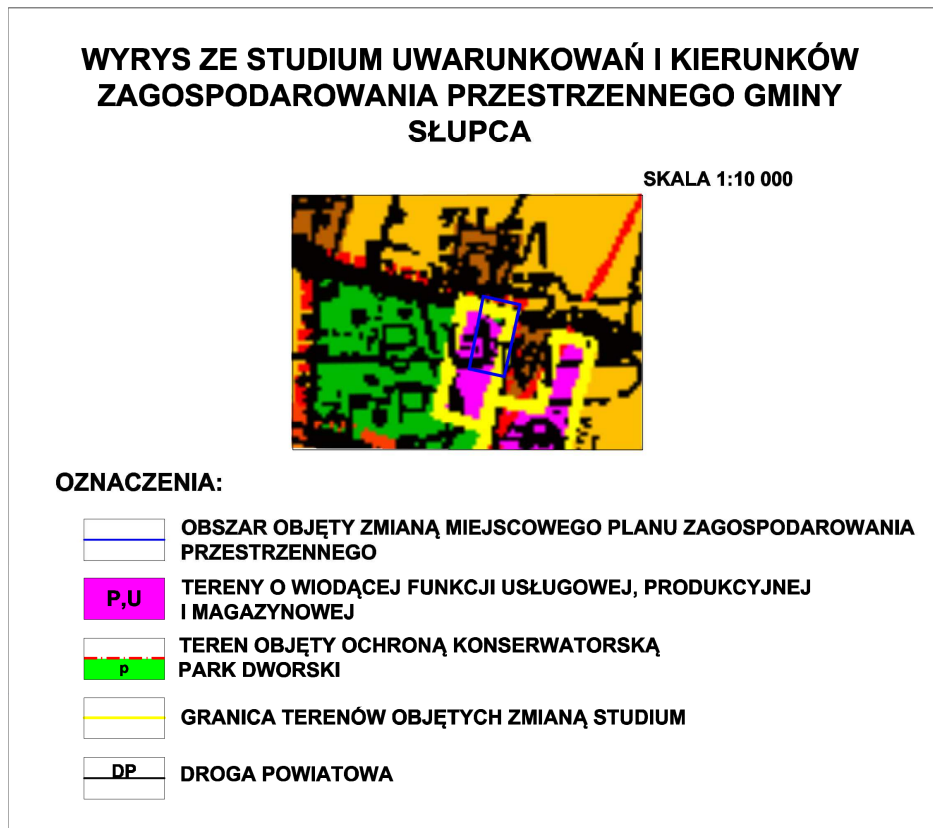 WYRYS ZE STUDIUM UWARUNKOWAŃ I KIERUNKÓW
ZAGOSPODAROWANIA PRZESTRZENNEGO GMINY
SŁUPCA
SKALA 1:10 000
OZNACZENIA:
OBSZAR OBJĘTY ZMIANĄ MIEJSCOWEGO PLANU ZAGOSPODAROWANIA
PRZESTRZENNEGO
P,U
TERENY O WIODĄCEJ FUNKCJI USŁUGOWEJ, PRODUKCYJNEJ
I MAGAZYNOWEJ
TEREN OBJĘTY OCHRONĄ KONSERWATORSKĄ
p
PARK DWORSKI
GRANICA TERENÓW OBJĘTYCH ZMIANĄ STUDIUM
DP
DROGA POWIATOWA